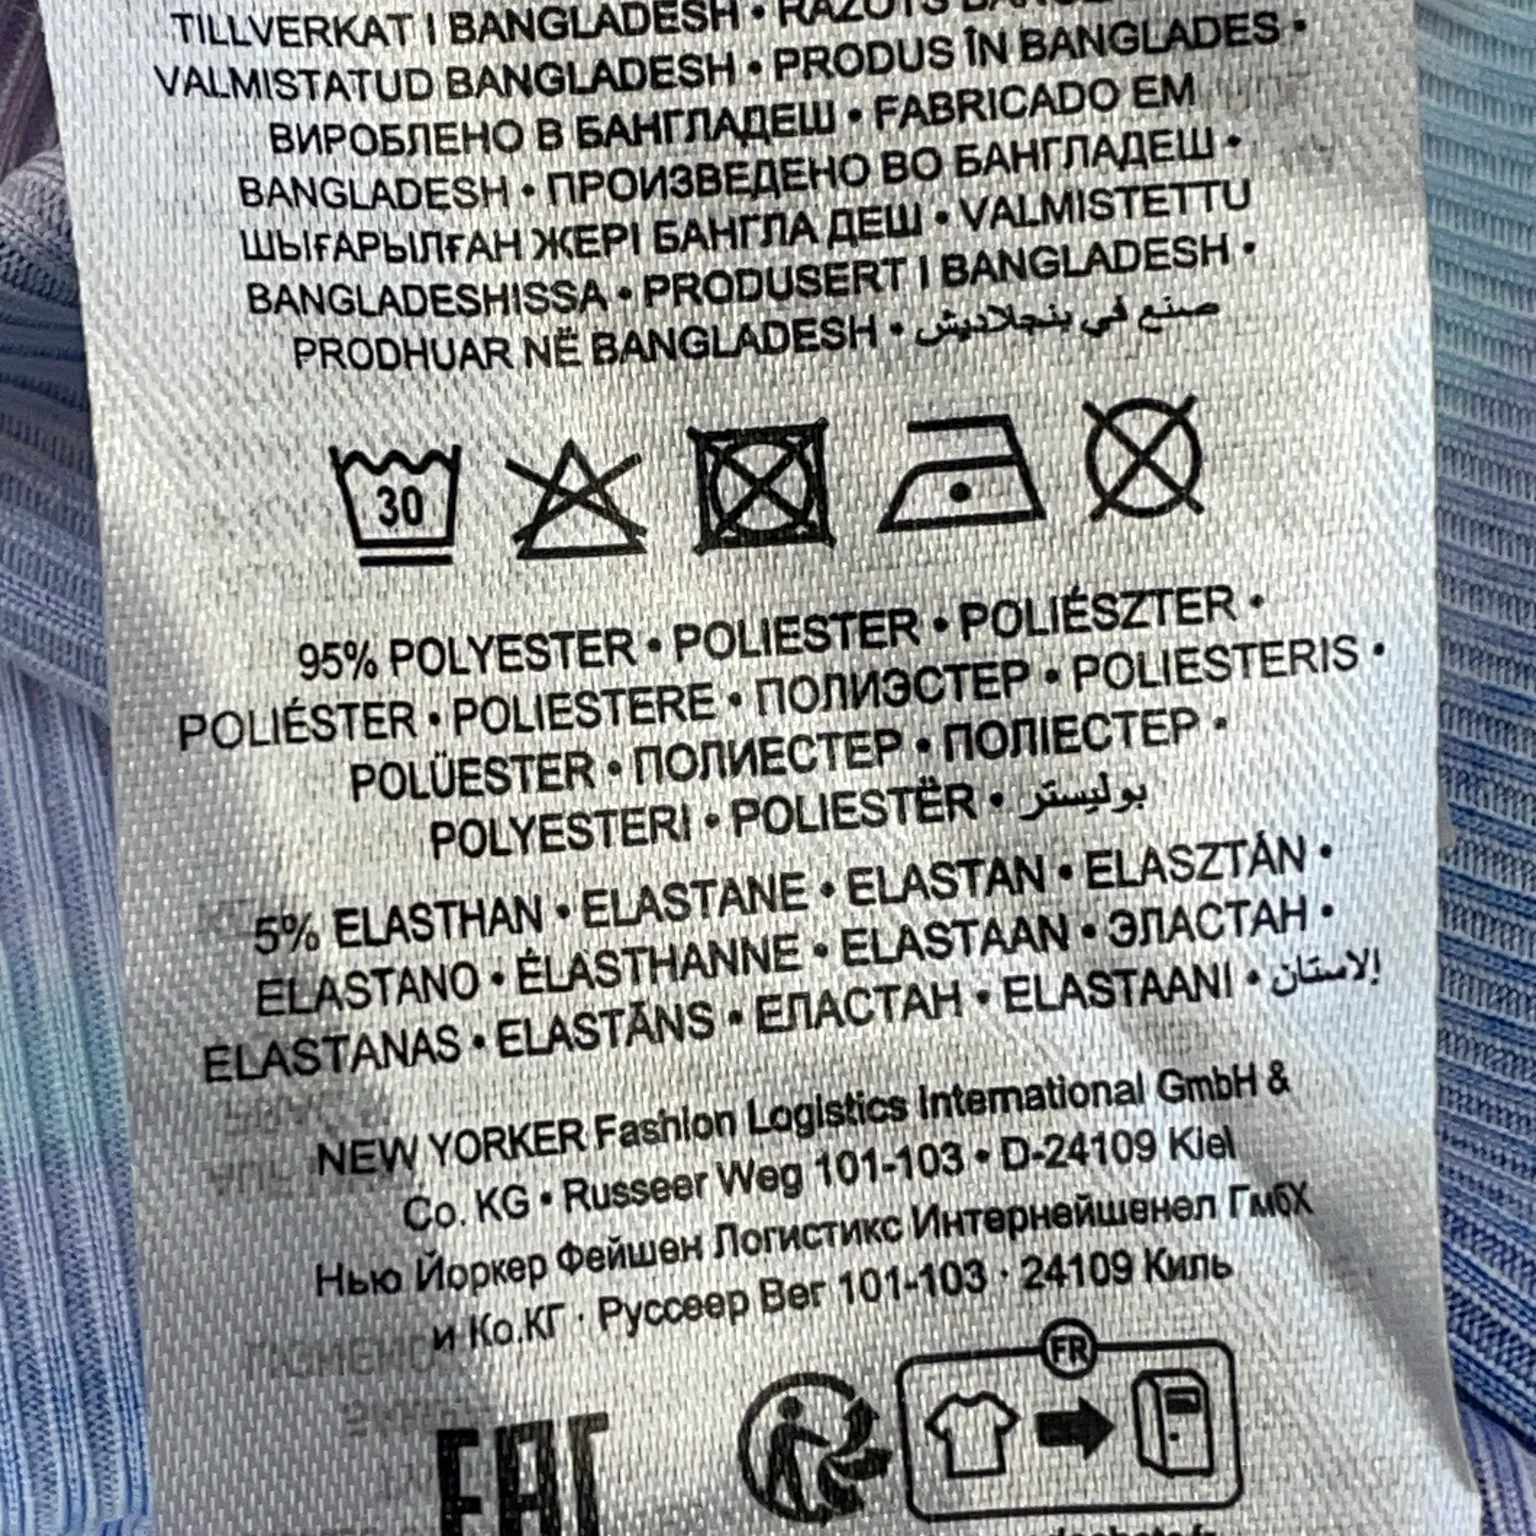 TILLVERKAT I BANGLADESH •
VALMISTATUD BANGLADESH • PRODUS ÎN BANGLADES •
ВИРОБЛЕНО В БАНГЛАДЕШ • FABRICADO EM
BANGLADESH • ПРОИЗВЕДЕНО ВО БАНГЛАДЕШ •
ШЫҒАРЫЛҒАН ЖЕРІ БАНГЛА ДЕШ • VALMISTETTU
BANGLADESHISSA • PRODUSERT I BANGLADESH •
PRODHUAR NË BANGLADESH • صنع في بنجلاديش
30
95% POLYESTER • POLIESTER • POLIÉSZTER •
POLIÉSTER • POLIESTERE • ПОЛИЭСТЕР • POLIESTERIS •
POLÜESTER • ПОЛИЕСТЕР • ПОЛІЕСТЕР •
POLYESTERI • POLIESTËR • بوليستر
5% ELASTHAN • ELASTANE • ELASTAN • ELASZTÁN •
ELASTANO • ÉLASTHANNE • ELASTAAN • ЭЛАСТАН •
ELASTANAS • ELASTĀNS • ЕЛАСТАН • ELASTAANI • إلاستان
NEW YORKER Fashion Logistics International GmbH &
Co. KG • Russeer Weg 101-103 • D-24109 Kiel
Нью Йоркер Фейшен Логистикс Интернейшенел ГмбХ
и Ко.КГ · Руссеер Вег 101-103 · 24109 Киль
FR
EAC